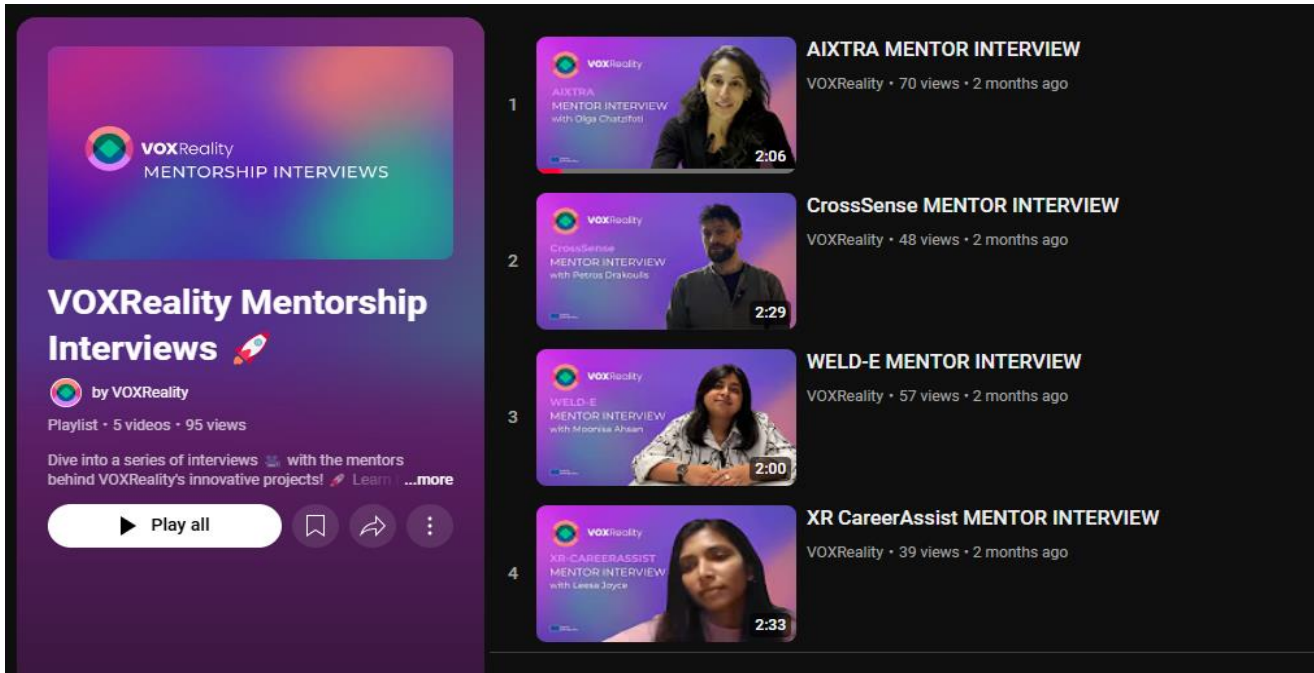 VOXReality
MENTORSHIP INTERVIEWS
VOXReality Mentorship
Interviews 🚀
by VOXReality
Playlist • 5 videos • 95 views
Dive into a series of interviews 🎥 with the mentors
behind VOXReality's innovative projects! 🚀 Learn ...more
Play all
1
VOXReality
AIXTRA
MENTOR INTERVIEW
with Olga Chatzifoti
2:06
AIXTRA MENTOR INTERVIEW
VOXReality • 70 views • 2 months ago
2
VOXReality
CrossSense
MENTOR INTERVIEW
with Petros Drakoulis
2:29
CrossSense MENTOR INTERVIEW
VOXReality • 48 views • 2 months ago
3
VOXReality
WELD-E
MENTOR INTERVIEW
with Moonisa Ahsan
2:00
WELD-E MENTOR INTERVIEW
VOXReality • 57 views • 2 months ago
4
VOXReality
XR-CAREERASSIST
MENTOR INTERVIEW
with Leesa Joyce
2:33
XR CareerAssist MENTOR INTERVIEW
VOXReality • 39 views • 2 months ago